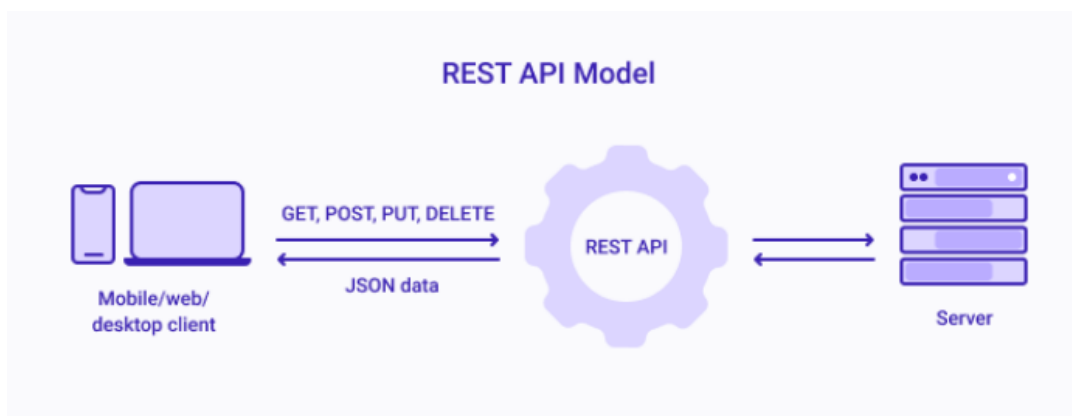 REST API Model
GET, POST, PUT, DELETE
REST API
JSON data
Mobile/web/
desktop client
Server